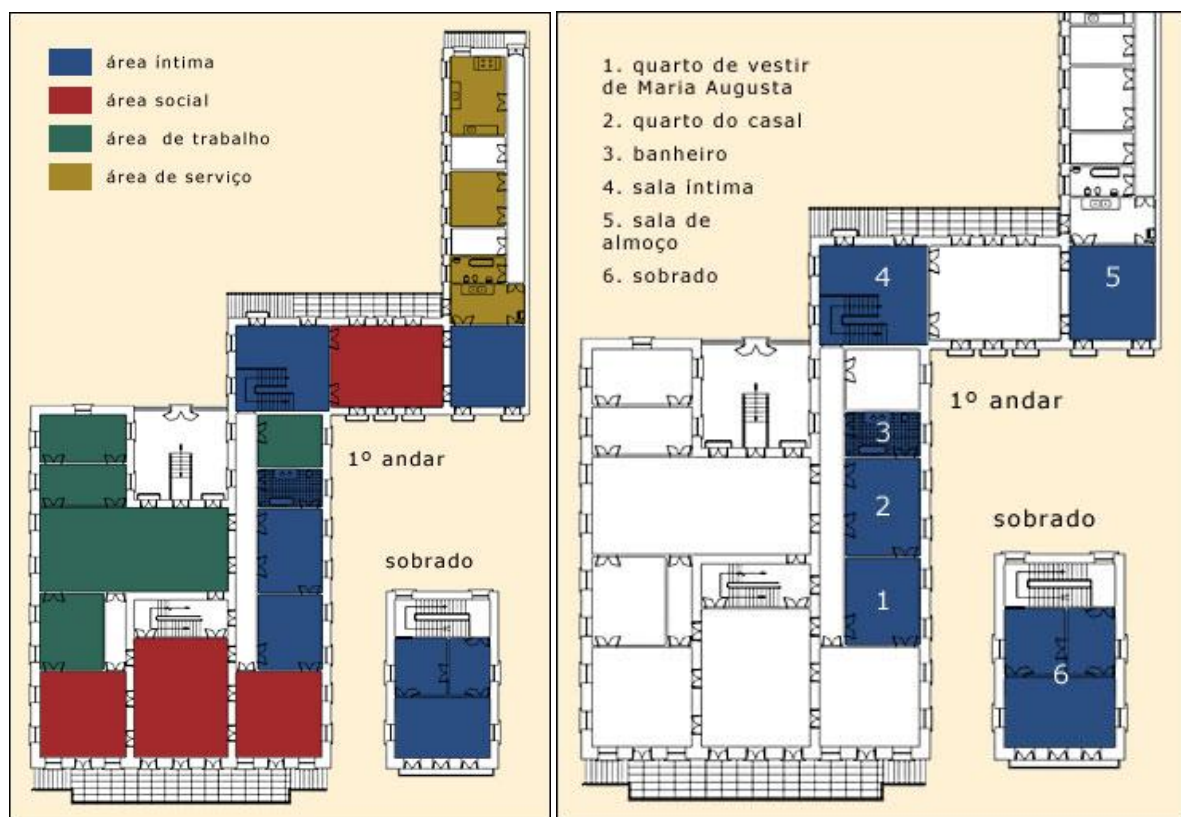 área íntima
área social
área de trabalho
área de serviço
1º andar
sobrado
1. quarto de vestir
de Maria Augusta
2. quarto do casal
3. banheiro
4. sala íntima
5. sala de
almoço
6. sobrado
4
5
1º andar
3
2
sobrado
1
6